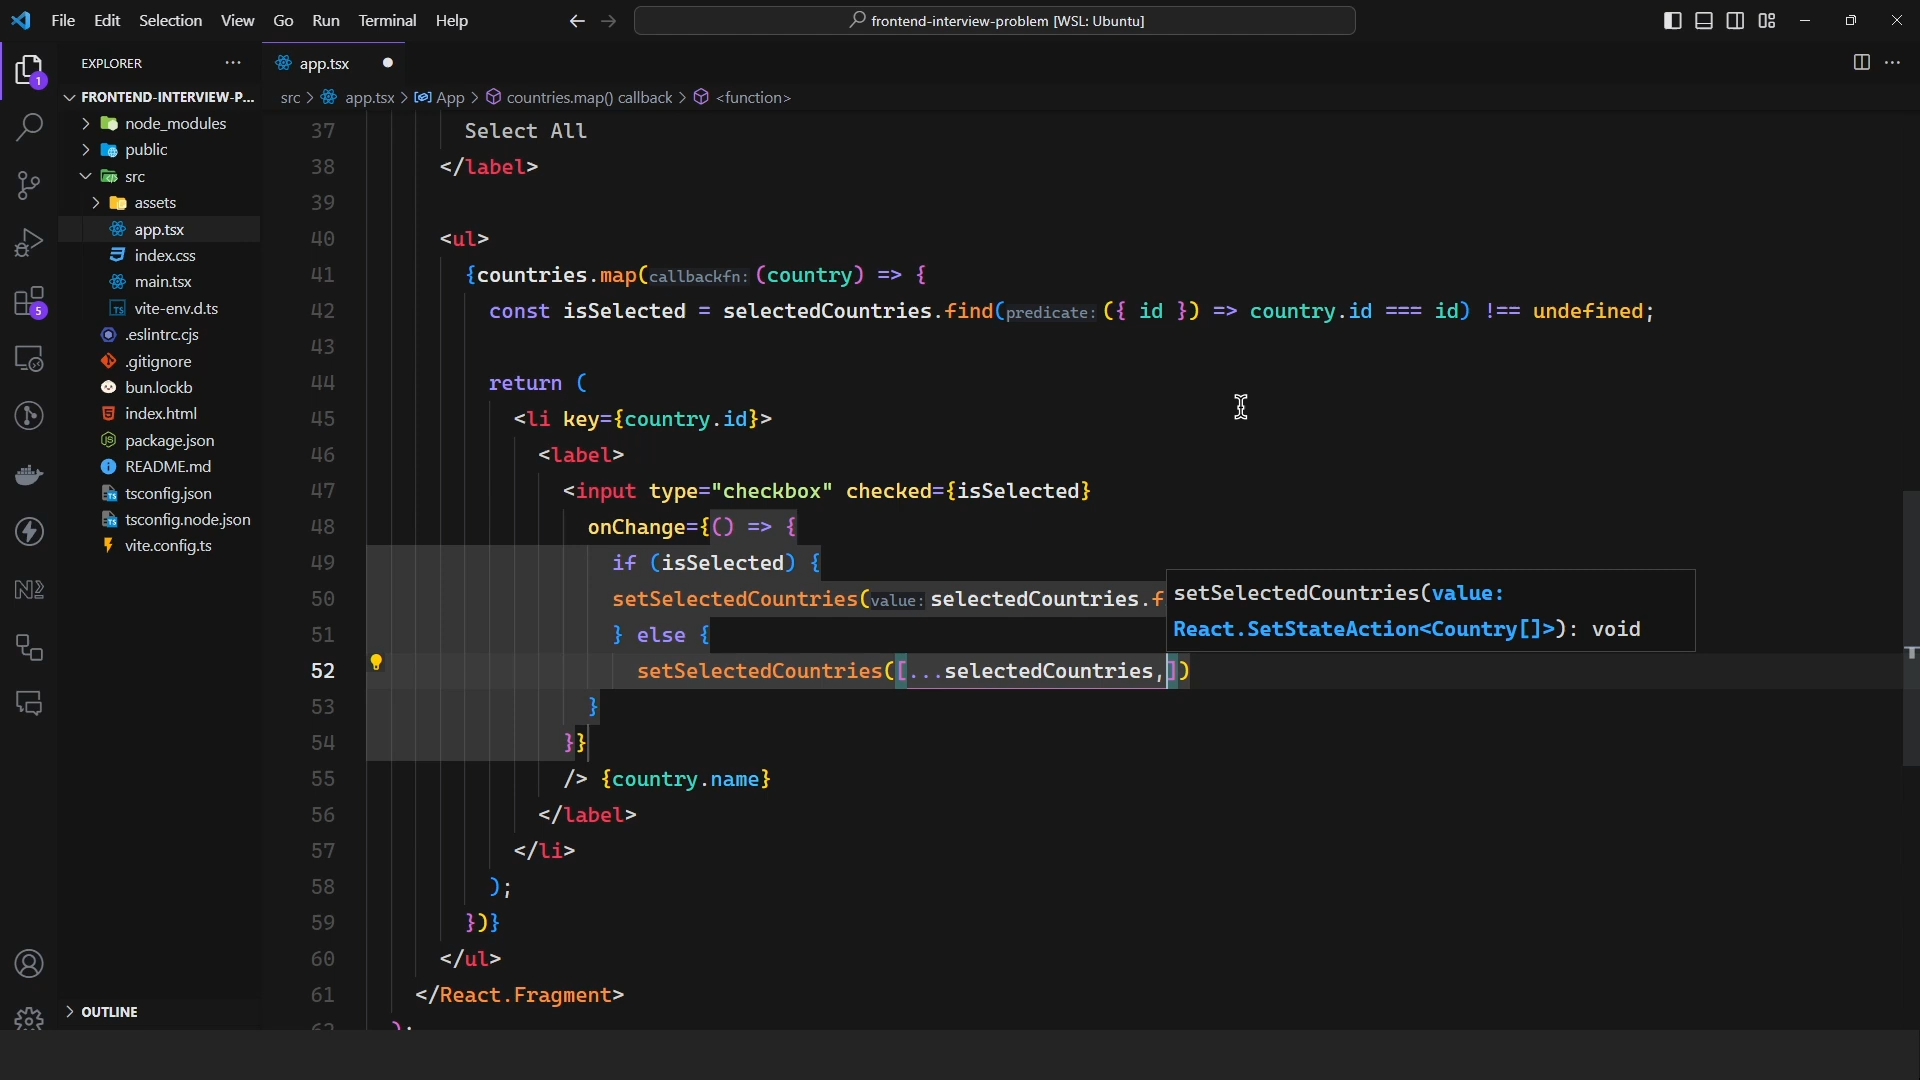 File Edit Selection View Go Run Terminal Help
frontend-interview-problem [WSL: Ubuntu]
EXPLORER
app.tsx
FRONTEND-INTERVIEW-P...
src > app.tsx > App > countries.map() callback > <function>
node_modules
public
src
assets
app.tsx
index.css
main.tsx
vite-env.d.ts
.eslintrc.cjs
.gitignore
bun.lockb
index.html
package.json
README.md
tsconfig.json
tsconfig.node.json
vite.config.ts
OUTLINE
1
5
37 Select All
38 </label>
39
40 <ul>
41 {countries.map(callbackfn: (country) => {
42 const isSelected = selectedCountries.find(predicate: ({ id }) => country.id === id) !== undefined;
43
44 return (
45 <li key={country.id}>
46 <label>
47 <input type="checkbox" checked={isSelected}
48 onChange={() => {
49 if (isSelected) {
50 setSelectedCountries(value: selectedCountries.f
51 } else {
52 setSelectedCountries([...selectedCountries,])
53 }
54 }}
55 /> {country.name}
56 </label>
57 </li>
58 );
59 })}
60 </ul>
61 </React.Fragment>
setSelectedCountries(value:
React.SetStateAction<Country[]>): void